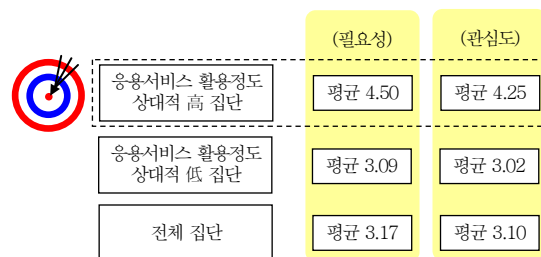 (필요성) (관심도)
응용서비스 활용정도
상대적 高 집단
평균 4.50 평균 4.25
응용서비스 활용정도
상대적 低 집단
평균 3.09 평균 3.02
전체 집단 평균 3.17 평균 3.10